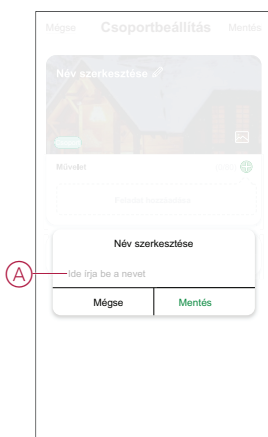 Mégse Csoportbeállítás Mentés
Név szerkesztése
Művelet
Név szerkesztése
A
Ide írja be a nevet
Mégse Mentés